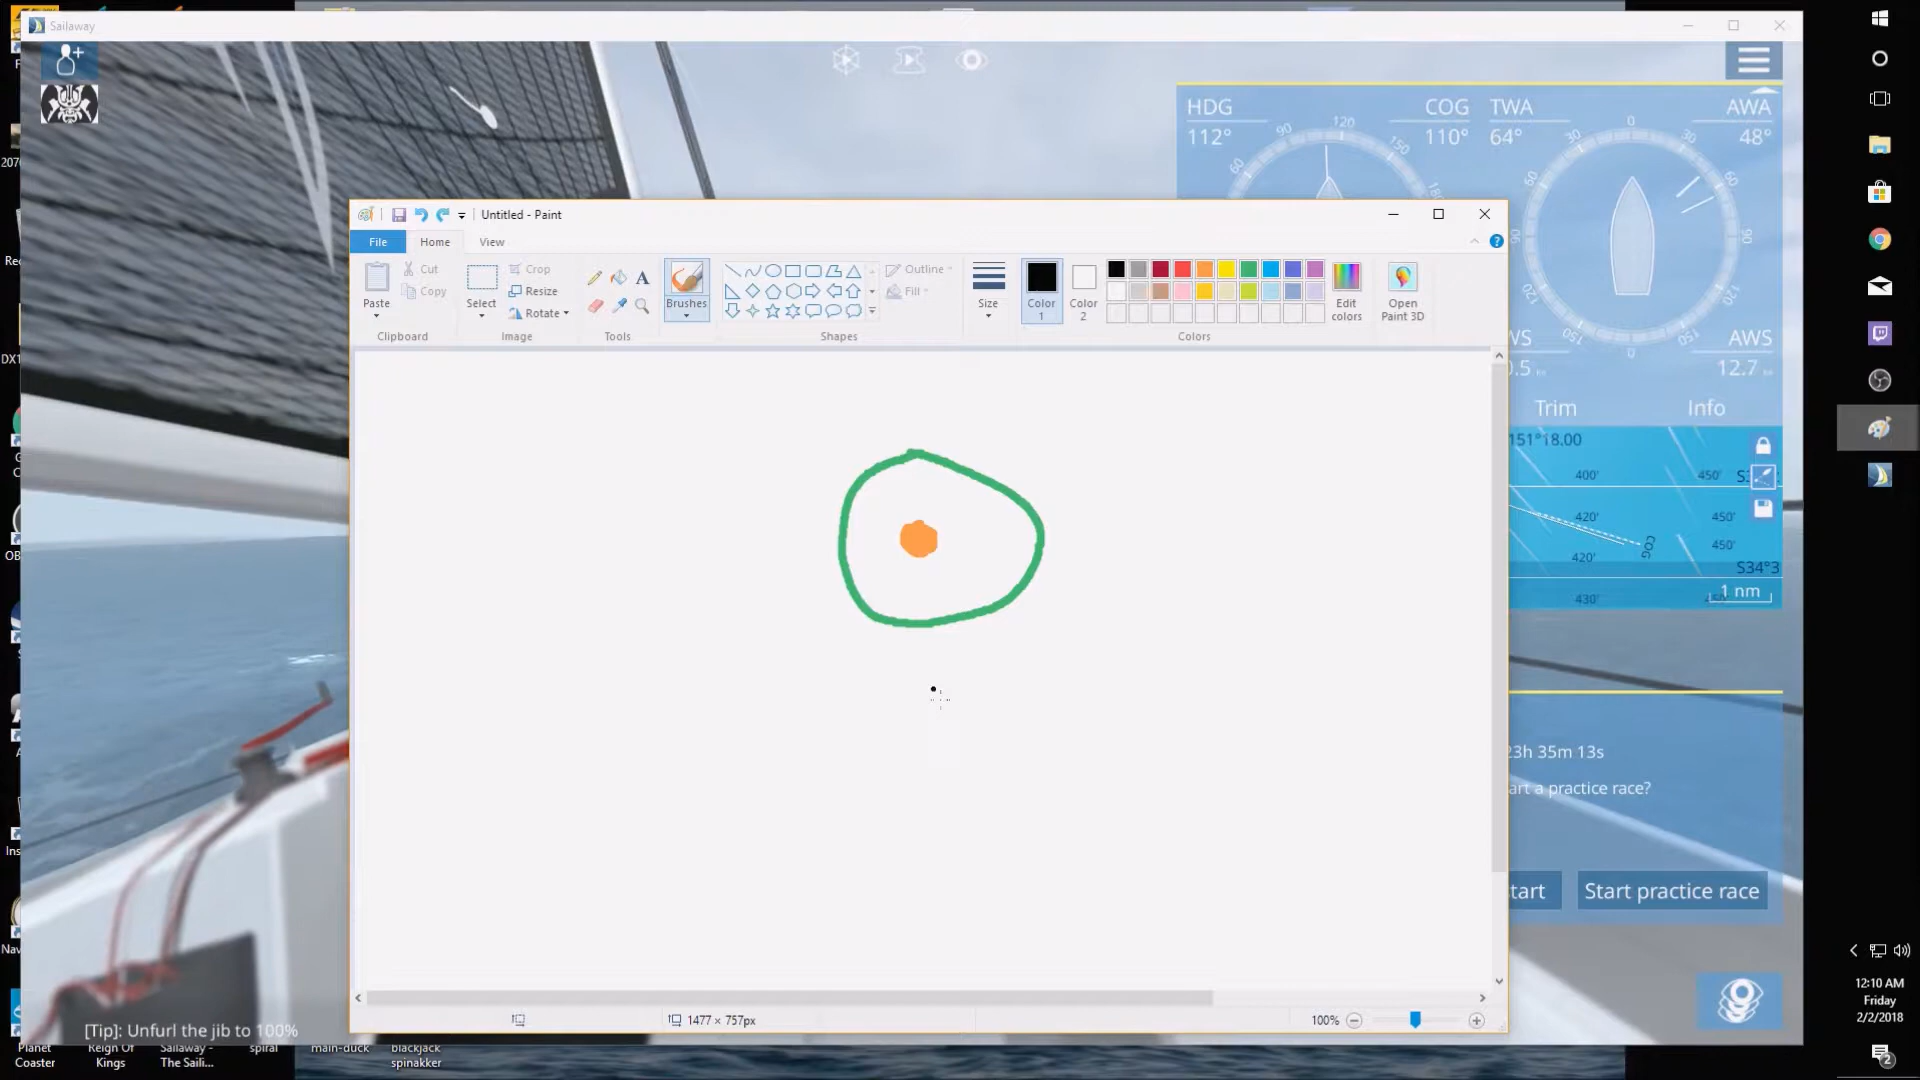 Sailaway
HDG
COG
TWA
AWA
112°
110°
64°
48°
Untitled - Paint
File
Home
View
Paste
Cut
Copy
Clipboard
Select
Crop
Resize
Rotate
Image
Tools
Brushes
Shapes
Outline
Fill
Size
Color
1
Color
2
Edit
colors
Open
Paint 3D
Colors
AWS
12.7
Trim
Info
151°18.00
400'
450'
420'
450'
COG
420'
450'
S34°3
1 nm
430'
23h 35m 13s
art a practice race?
tart
Start practice race
1477 × 757px
100%
[Tip]: Unfurl the jib to 100%
Planet
Coaster
Reign Of
Kings
Sailaway -
The Saili...
spiral
main-duck
blackjack
spinakker
12:10 AM
Friday
2/2/2018
2